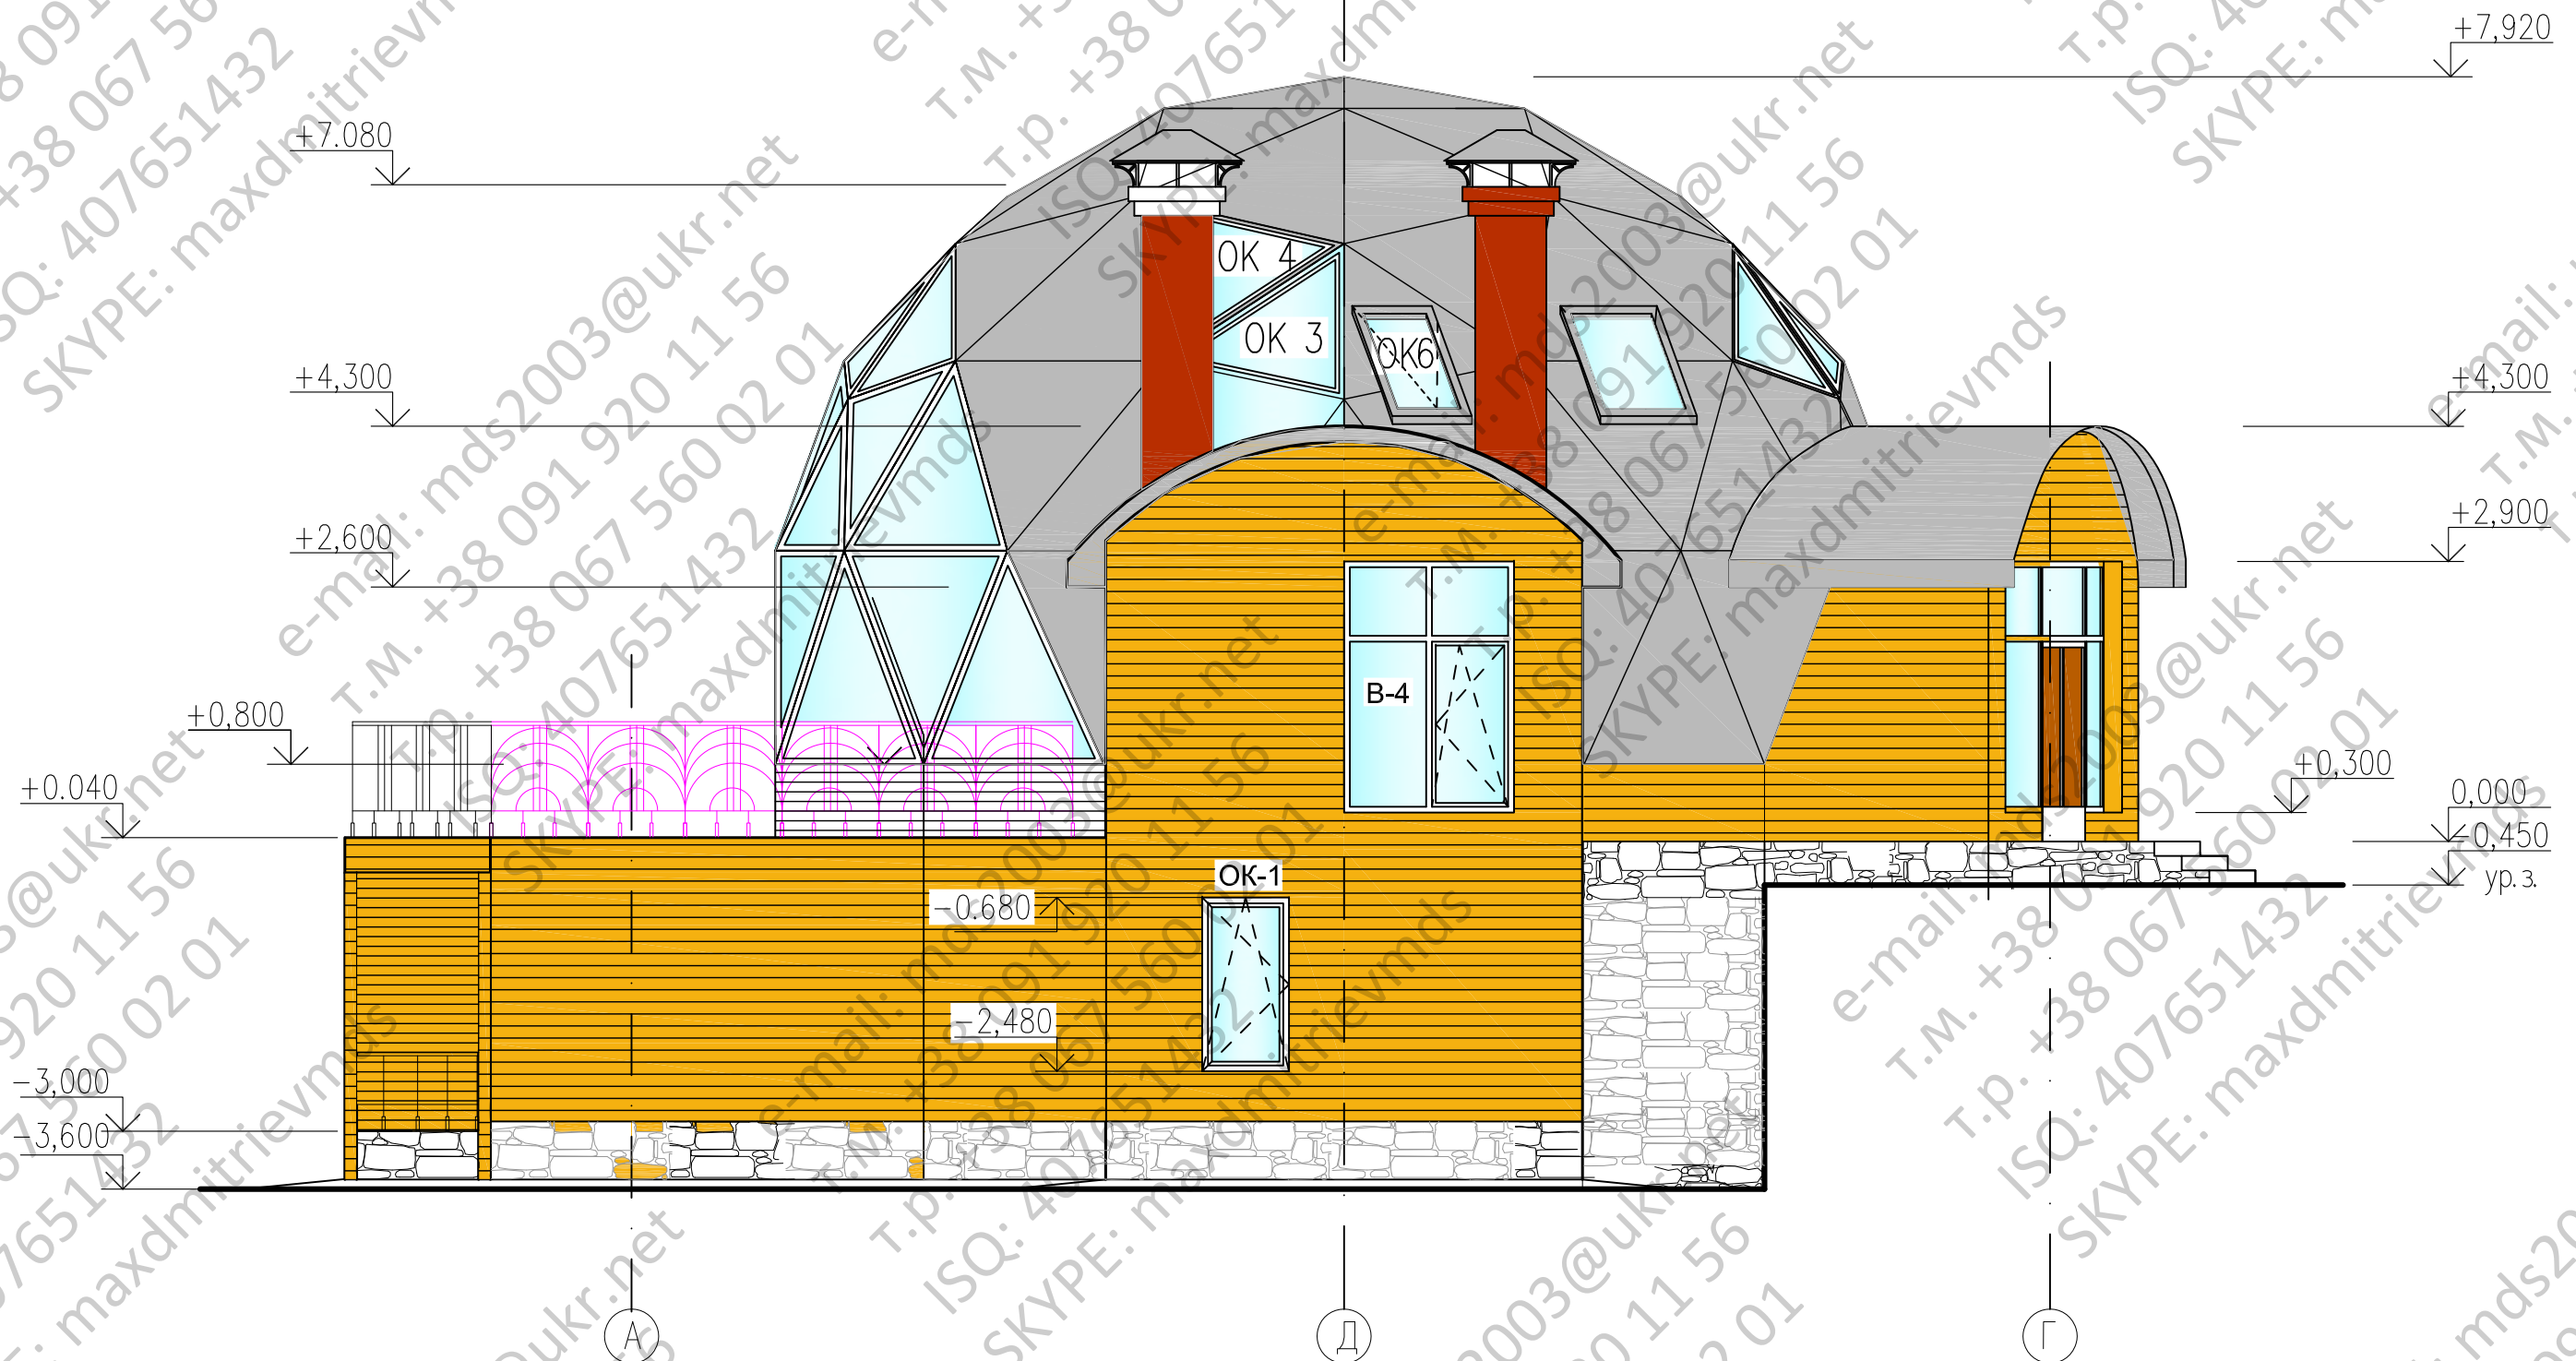 +7,920
+7.080
+4,300
+4,300
+2,900
+2,600
+0,800
+0.040
+0,300
0,000
-0,450
ур.з.
-3,000
-3,600
ОК 4
ОК 3
ОК6
В-4
ОК-1
-0.680
-2,480
А
Д
Г
e-mail: mds2003@ukr.net
т.м. +38 091 920 11 56
т.р. +38 067 560 02 01
ISQ: 407651432
SKYPE: maxdmitrievmds